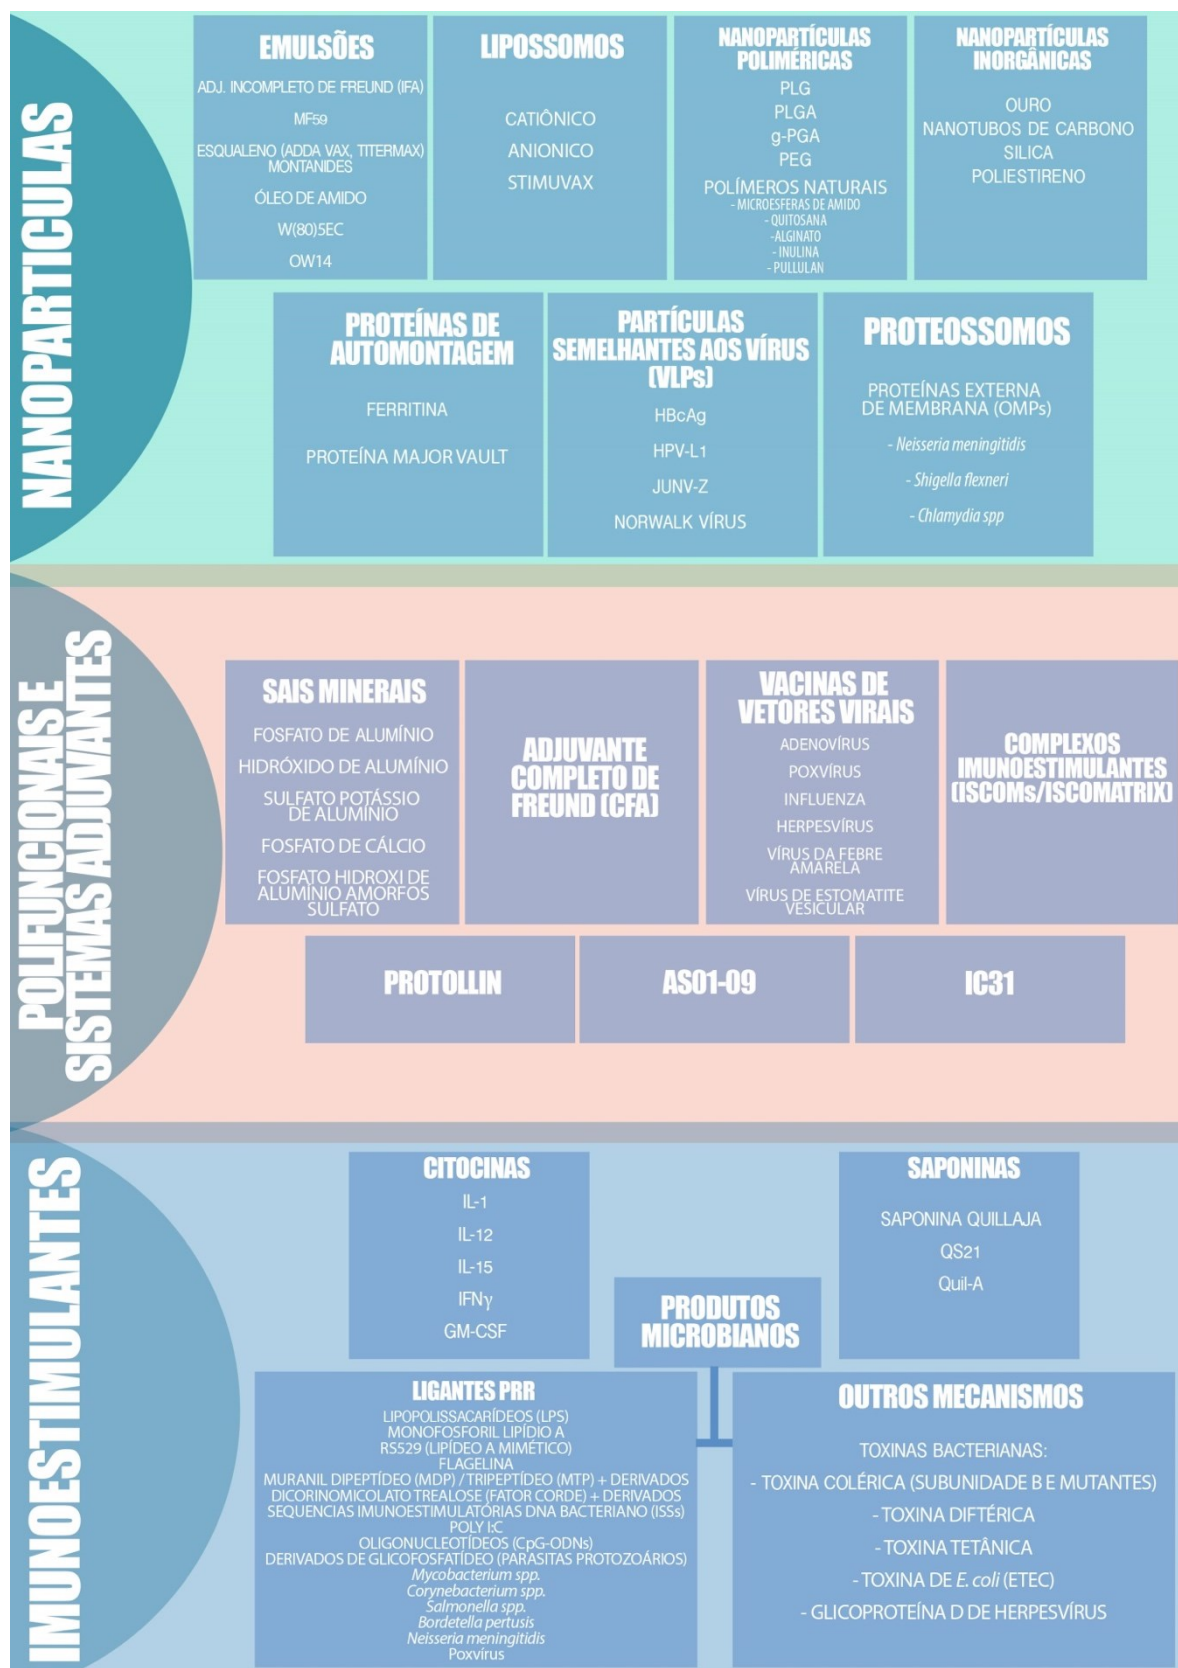 NANOPARTICULAS
EMULSÕES
ADJ. INCOMPLETO DE FREUND (IFA)
MF59
ESQUALENO (ADDA VAX, TITERMAX)
MONTANIDES
ÓLEO DE AMIDO
W(80)5EC
OW14
LIPOSSOMOS
CATIÔNICO
ANIONICO
STIMUVAX
NANOPARTÍCULAS
POLIMÉRICAS
PLG
PLGA
g-PGA
PEG
POLÍMEROS NATURAIS
- MICROESFERAS DE AMIDO
- QUITOSANA
-ALGINATO
- INULINA
- PULLULAN
NANOPARTÍCULAS
INORGÂNICAS
OURO
NANOTUBOS DE CARBONO
SILICA
POLIESTIRENO
PROTEÍNAS DE
AUTOMONTAGEM
FERRITINA
PROTEÍNA MAJOR VAULT
PARTÍCULAS
SEMELHANTES AOS VÍRUS
(VLPs)
HBcAg
HPV-L1
JUNV-Z
NORWALK VÍRUS
PROTEOSSOMOS
PROTEÍNAS EXTERNA
DE MEMBRANA (OMPs)
- Neisseria meningitidis
- Shigella flexneri
- Chlamydia spp
POLIFUNCIONAIS E
SISTEMAS ADJUVANTES
SAIS MINERAIS
FOSFATO DE ALUMÍNIO
HIDRÓXIDO DE ALUMÍNIO
SULFATO POTÁSSIO
DE ALUMÍNIO
FOSFATO DE CÁLCIO
FOSFATO HIDROXI DE
ALUMÍNIO AMORFOS
SULFATO
ADJUVANTE
COMPLETO DE
FREUND (CFA)
VACINAS DE
VETORES VIRAIS
ADENOVÍRUS
POXVÍRUS
INFLUENZA
HERPESVÍRUS
VÍRUS DA FEBRE
AMARELA
VÍRUS DE ESTOMATITE
VESICULAR
COMPLEXOS
IMUNOESTIMULANTES
(ISCOMs/ISCOMATRIX)
PROTOLLIN
AS01-09
IC31
IMUNOESTIMULANTES
CITOCINAS
IL-1
IL-12
IL-15
IFNγ
GM-CSF
SAPONINAS
SAPONINA QUILLAJA
QS21
Quil-A
PRODUTOS
MICROBIANOS
LIGANTES PRR
LIPOPOLISSACARÍDEOS (LPS)
MONOFOSFORIL LIPÍDIO A
RS529 (LIPÍDEO A MIMÉTICO)
FLAGELINA
MURANIL DIPEPTÍDEO (MDP) / TRIPEPTÍDEO (MTP) + DERIVADOS
DICORINOMICOLATO TREALOSE (FATOR CORDE) + DERIVADOS
SEQUENCIAS IMUNOESTIMULATÓRIAS DNA BACTERIANO (ISSs)
POLY I:C
OLIGONUCLEOTÍDEOS (CpG-ODNs)
DERIVADOS DE GLICOFOSFATÍDEO (PARASITAS PROTOZOÁRIOS)
Mycobacterium spp.
Corynebacterium spp.
Salmonella spp.
Bordetella pertusis
Neisseria meningitidis
Poxvírus
OUTROS MECANISMOS
TOXINAS BACTERIANAS:
- TOXINA COLÉRICA (SUBUNIDADE B E MUTANTES)
- TOXINA DIFTÉRICA
- TOXINA TETÂNICA
- TOXINA DE E. coli (ETEC)
- GLICOPROTEÍNA D DE HERPESVÍRUS